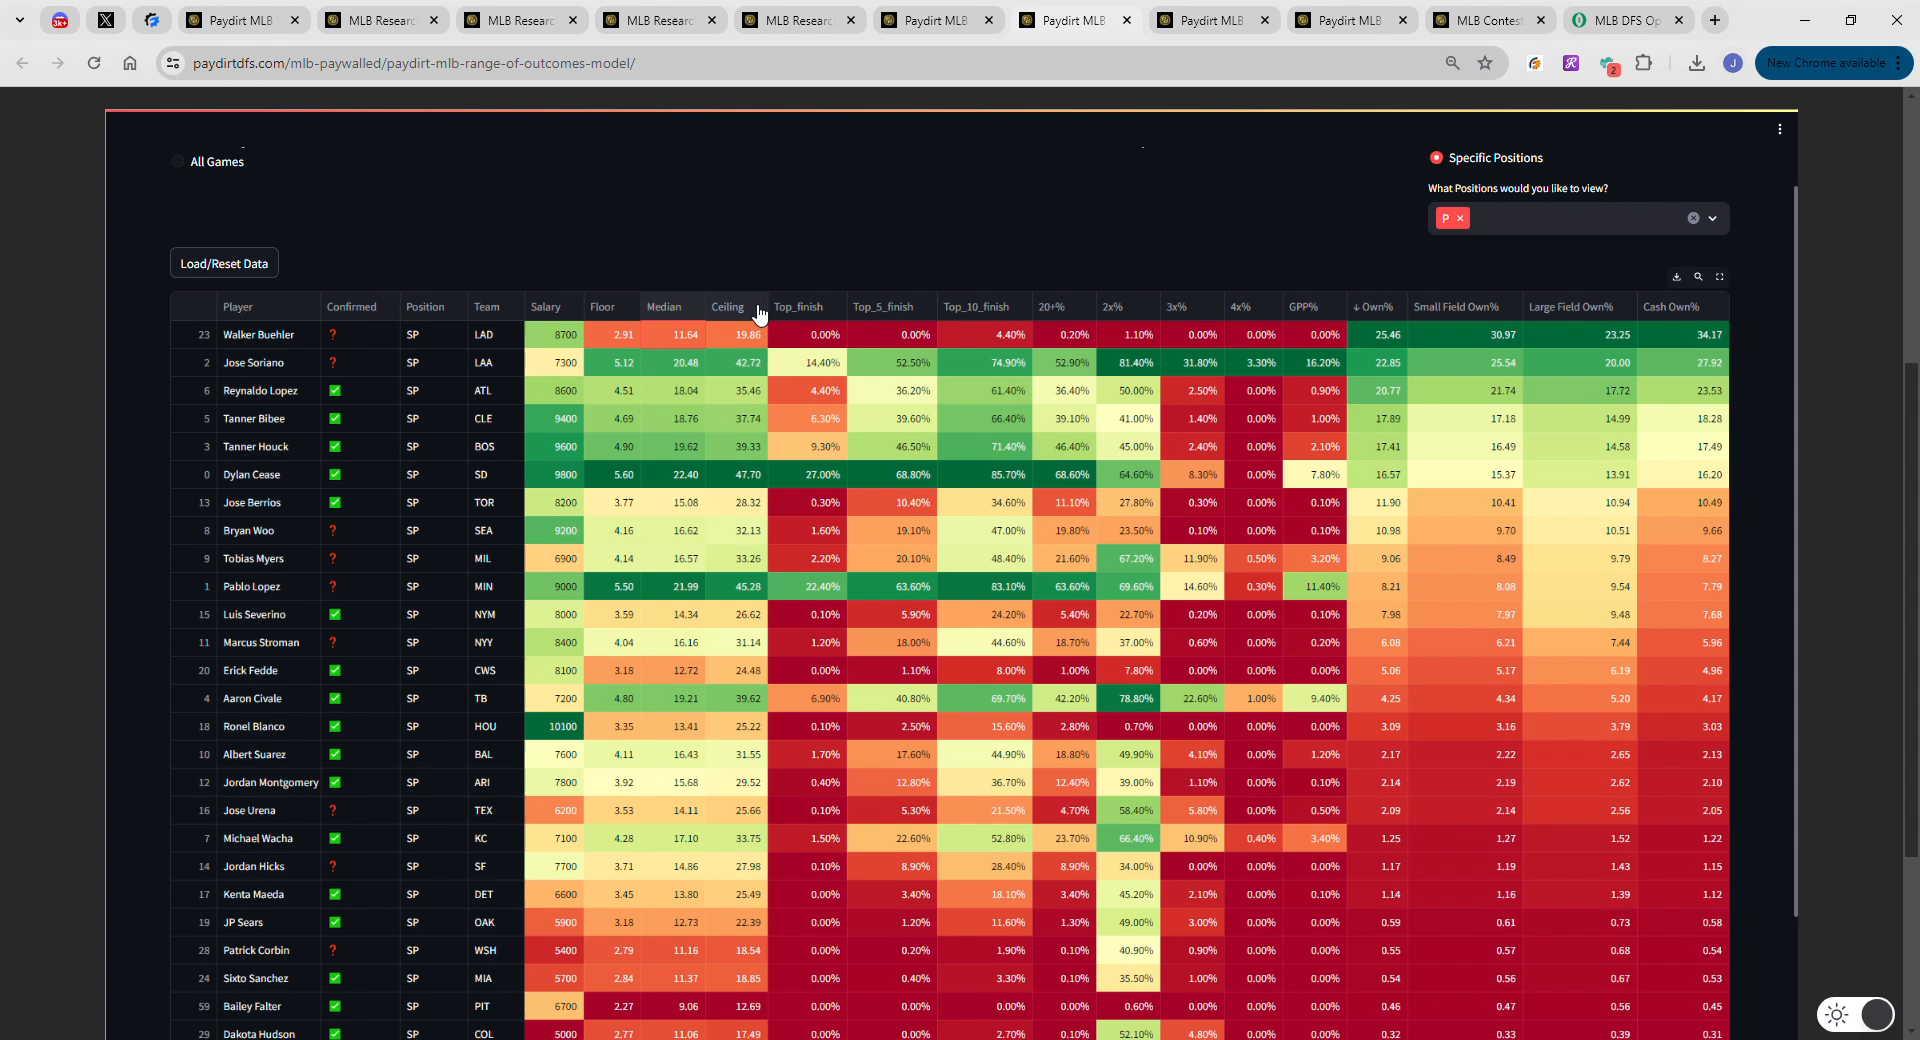 3k+ Paydirt MLB MLB Researc MLB Researc MLB Researc MLB Researc Paydirt MLB Paydirt MLB Paydirt MLB Paydirt MLB MLB Contest MLB DFS Op
paydirtdfs.com/mlb-paywalled/paydirt-mlb-range-of-outcomes-model/ 2 J New Chrome available
All Games
Specific Positions
What Positions would you like to view?
P
Load/Reset Data
Player Confirmed Position Team Salary Floor Median Ceiling Top_finish Top_5_finish Top_10_finish 20+% 2x% 3x% 4x% GPP% ↓ Own% Small Field Own% Large Field Own% Cash Own%
23 Walker Buehler ❓ SP LAD 8700 2.91 11.64 19.86 0.00% 0.00% 4.40% 0.20% 1.10% 0.00% 0.00% 0.00% 25.46 30.97 23.25 34.17
2 Jose Soriano ❓ SP LAA 7300 5.12 20.48 42.72 14.40% 52.50% 74.90% 52.90% 81.40% 31.80% 3.30% 16.20% 22.85 25.54 20.00 27.92
6 Reynaldo Lopez ✅ SP ATL 8600 4.51 18.04 35.46 4.40% 36.20% 61.40% 36.40% 50.00% 2.50% 0.00% 0.90% 20.77 21.74 17.72 23.53
5 Tanner Bibee ✅ SP CLE 9400 4.69 18.76 37.74 6.30% 39.60% 66.40% 39.10% 41.00% 1.40% 0.00% 1.00% 17.89 17.18 14.99 18.28
3 Tanner Houck ✅ SP BOS 9600 4.90 19.62 39.33 9.30% 46.50% 71.40% 46.40% 45.00% 2.40% 0.00% 2.10% 17.41 16.49 14.58 17.49
0 Dylan Cease ✅ SP SD 9800 5.60 22.40 47.70 27.00% 68.80% 85.70% 68.60% 64.60% 8.30% 0.00% 7.80% 16.57 15.37 13.91 16.20
13 Jose Berrios ✅ SP TOR 8200 3.77 15.08 28.32 0.30% 10.40% 34.60% 11.10% 27.80% 0.30% 0.00% 0.10% 11.90 10.41 10.94 10.49
8 Bryan Woo ❓ SP SEA 9200 4.16 16.62 32.13 1.60% 19.10% 47.00% 19.80% 23.50% 0.10% 0.00% 0.10% 10.98 9.70 10.51 9.66
9 Tobias Myers ❓ SP MIL 6900 4.14 16.57 33.26 2.20% 20.10% 48.40% 21.60% 67.20% 11.90% 0.50% 3.20% 9.06 8.49 9.79 8.27
1 Pablo Lopez ❓ SP MIN 9000 5.50 21.99 45.28 22.40% 63.60% 83.10% 63.60% 69.60% 14.60% 0.30% 11.40% 8.21 8.08 9.54 7.79
15 Luis Severino ✅ SP NYM 8000 3.59 14.34 26.62 0.10% 5.90% 24.20% 5.40% 22.70% 0.20% 0.00% 0.10% 7.98 7.97 9.48 7.68
11 Marcus Stroman ❓ SP NYY 8400 4.04 16.16 31.14 1.20% 18.00% 44.60% 18.70% 37.00% 0.60% 0.00% 0.20% 6.08 6.21 7.44 5.96
20 Erick Fedde ✅ SP CWS 8100 3.18 12.72 24.48 0.00% 1.10% 8.00% 1.00% 7.80% 0.00% 0.00% 0.00% 5.06 5.17 6.19 4.96
4 Aaron Civale ✅ SP TB 7200 4.80 19.21 39.62 6.90% 40.80% 69.70% 42.20% 78.80% 22.60% 1.00% 9.40% 4.25 4.34 5.20 4.17
18 Ronel Blanco ✅ SP HOU 10100 3.35 13.41 25.22 0.10% 2.50% 15.60% 2.80% 0.70% 0.00% 0.00% 0.00% 3.09 3.16 3.79 3.03
10 Albert Suarez ✅ SP BAL 7600 4.11 16.43 31.55 1.70% 17.60% 44.90% 18.80% 49.90% 4.10% 0.00% 1.20% 2.17 2.22 2.65 2.13
12 Jordan Montgomery ✅ SP ARI 7800 3.92 15.68 29.52 0.40% 12.80% 36.70% 12.40% 39.00% 1.10% 0.00% 0.10% 2.14 2.19 2.62 2.10
16 Jose Urena ❓ SP TEX 6200 3.53 14.11 25.66 0.10% 5.30% 21.50% 4.70% 58.40% 5.80% 0.00% 0.50% 2.09 2.14 2.56 2.05
7 Michael Wacha ✅ SP KC 7100 4.28 17.10 33.75 1.50% 22.60% 52.80% 23.70% 66.40% 10.90% 0.40% 3.40% 1.25 1.27 1.52 1.22
14 Jordan Hicks ❓ SP SF 7700 3.71 14.86 27.98 0.10% 8.90% 28.40% 8.90% 34.00% 0.00% 0.00% 0.00% 1.17 1.19 1.43 1.15
17 Kenta Maeda ✅ SP DET 6600 3.45 13.80 25.49 0.00% 3.40% 18.10% 3.40% 45.20% 2.10% 0.00% 0.10% 1.14 1.16 1.39 1.12
19 JP Sears ✅ SP OAK 5900 3.18 12.73 22.39 0.00% 1.20% 11.60% 1.30% 49.00% 3.00% 0.00% 0.00% 0.59 0.61 0.73 0.58
28 Patrick Corbin ❓ SP WSH 5400 2.79 11.16 18.54 0.00% 0.20% 1.90% 0.10% 40.90% 0.90% 0.00% 0.00% 0.55 0.57 0.68 0.54
24 Sixto Sanchez ✅ SP MIA 5700 2.84 11.37 18.85 0.00% 0.40% 3.30% 0.10% 35.50% 1.00% 0.00% 0.00% 0.54 0.56 0.67 0.53
59 Bailey Falter ✅ SP PIT 6700 2.27 9.06 12.69 0.00% 0.00% 0.00% 0.00% 0.60% 0.00% 0.00% 0.00% 0.46 0.47 0.56 0.45
29 Dakota Hudson ✅ SP COL 5000 2.77 11.06 17.49 0.00% 0.00% 2.70% 0.10% 52.10% 4.80% 0.00% 0.00% 0.32 0.33 0.39 0.31